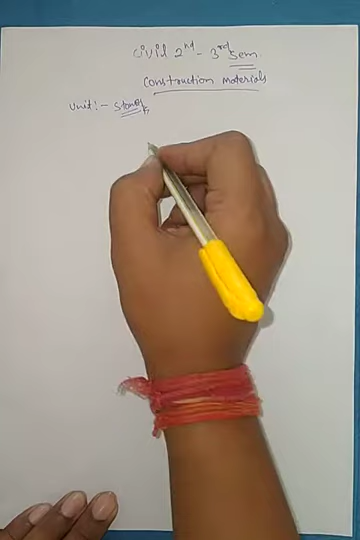 Civil 2nd - 3rd Sem.
Construction Materials
Unit:- Stones